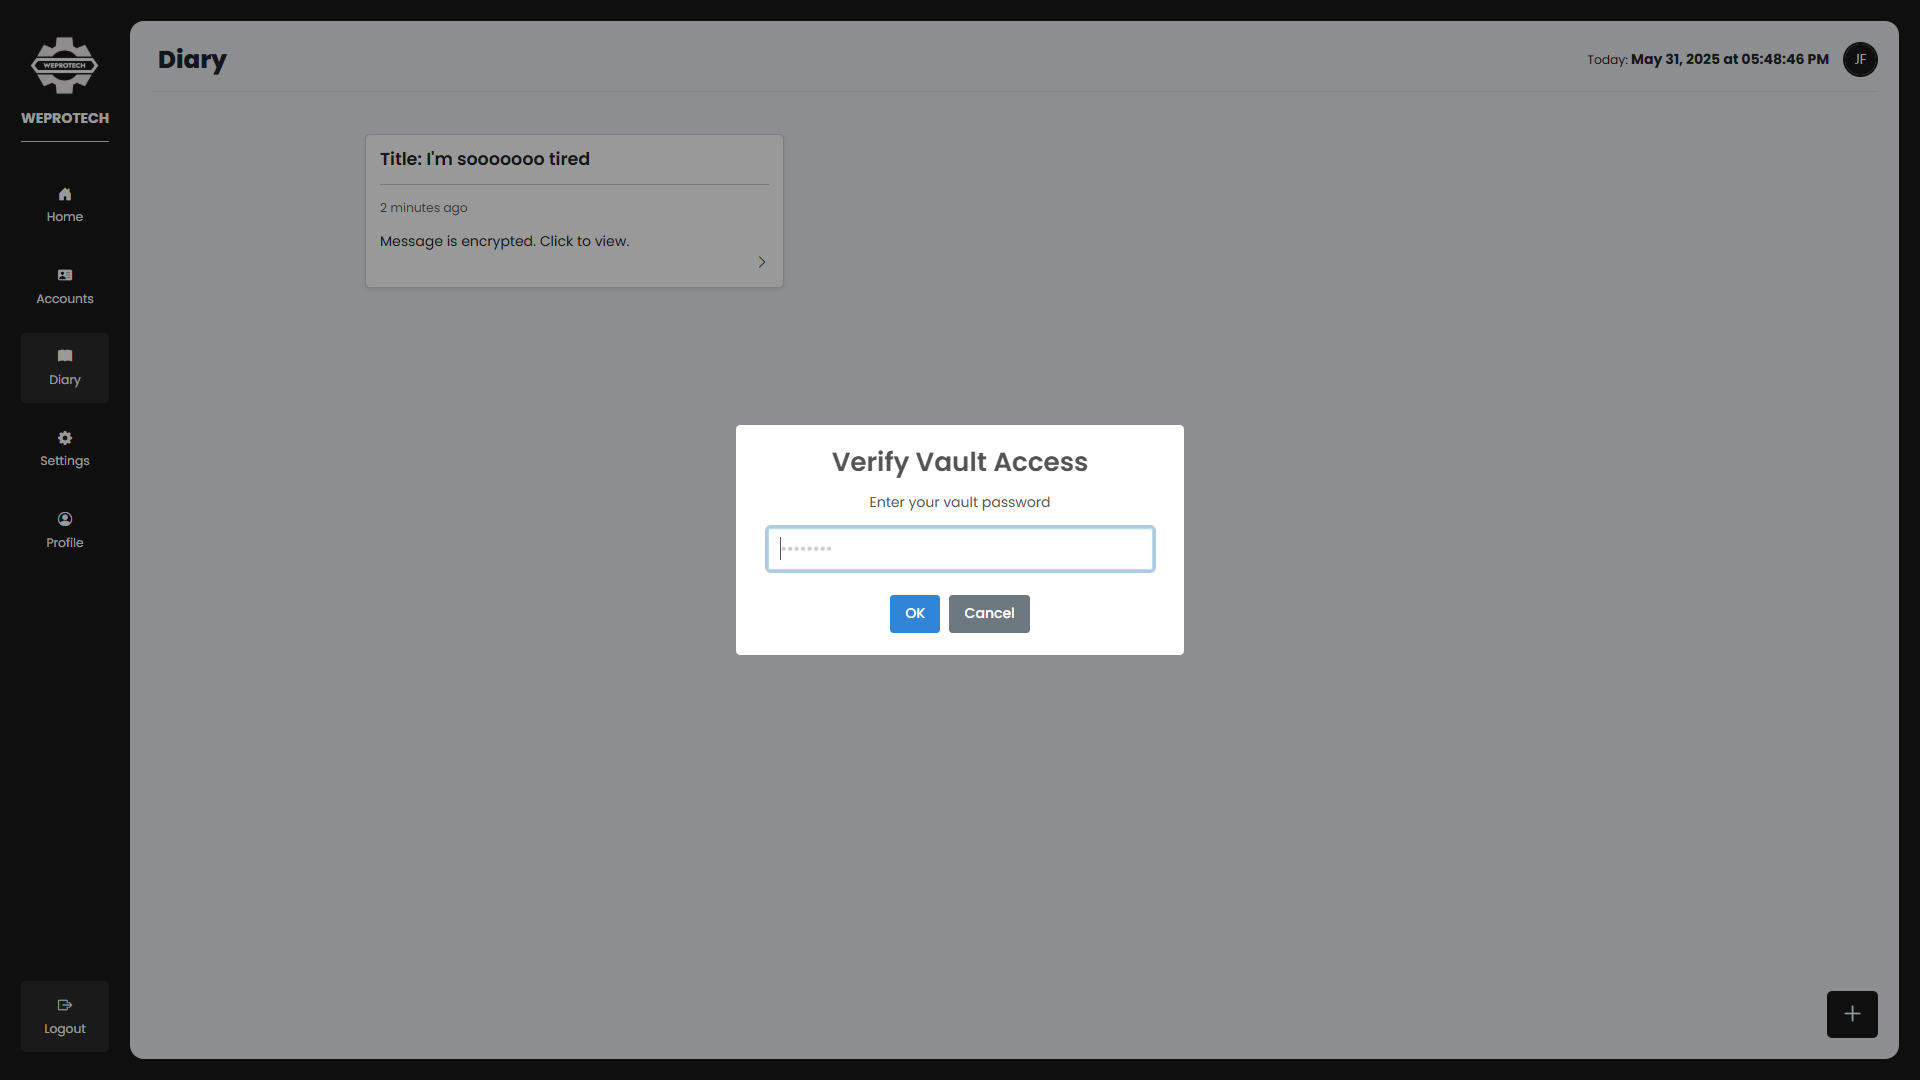 WEPROTECH
WEPROTECH
Home
Accounts
Diary
Settings
Profile
Logout
Diary
Today: May 31, 2025 at 05:48:46 PM
JF
Title: I'm sooooooo tired
2 minutes ago
Message is encrypted. Click to view.
Verify Vault Access
Enter your vault password
••••••••
OK
Cancel